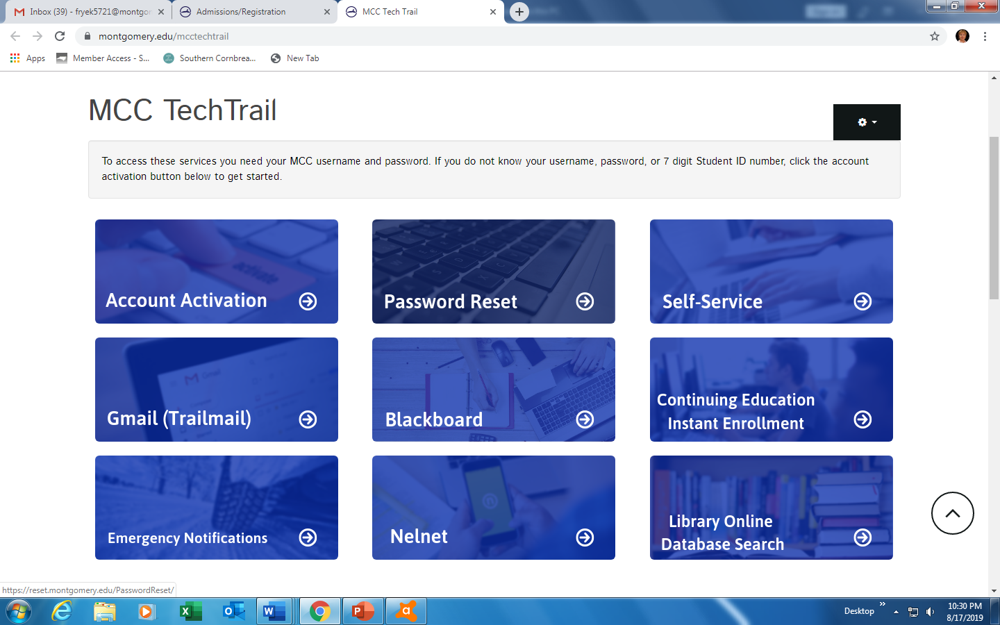 Inbox (39) - fryek5721@montgor
Admissions/Registration
MCC Tech Trail
montgomery.edu/mcctechtrail
Apps
Member Access - S...
Southern Cornbrea...
New Tab
MCC TechTrail
To access these services you need your MCC username and password. If you do not know your username, password, or 7 digit Student ID number, click the account
activation button below to get started.
activate
Account Activation
Password Reset
Self-Service
Gmail
Gmail (Trailmail)
Blackboard
Continuing Education
Instant Enrollment
Emergency Notifications
Nelnet
Library Online
Database Search
https://reset.montgomery.edu/PasswordReset/
Desktop
10:30 PM
8/17/2019